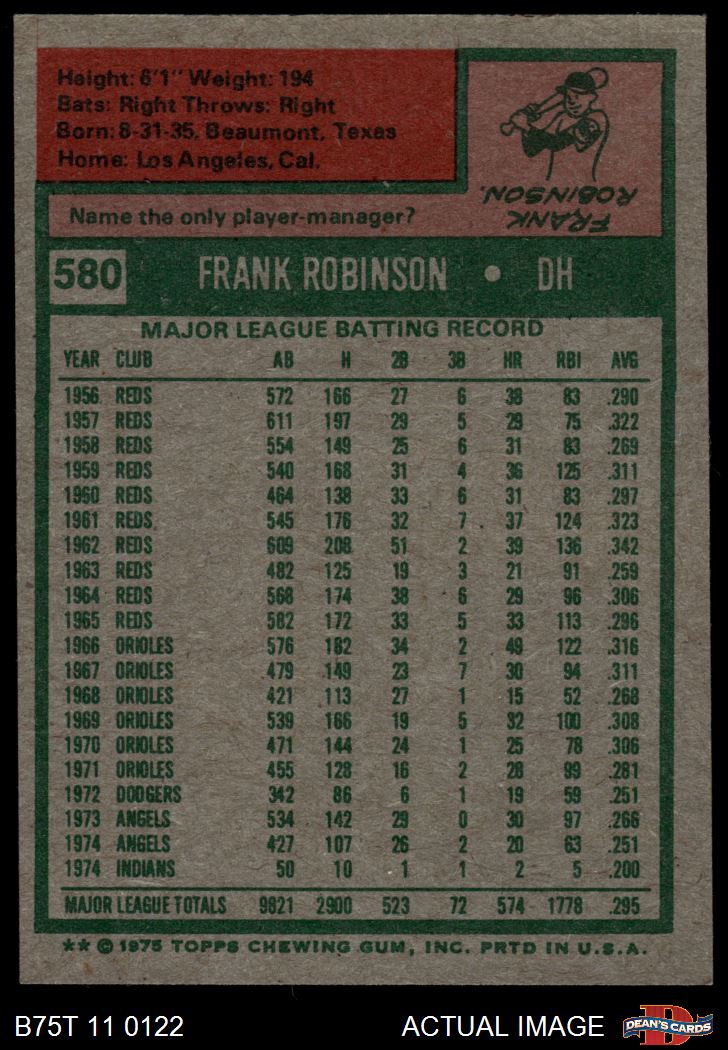 Height: 6'1" Weight: 194
Bats: Right Throws: Right
Born: 8-31-35, Beaumont, Texas
Home: Los Angeles, Cal.
Name the only player-manager?
FRANK
ROBINSON.
580 FRANK ROBINSON • DH
MAJOR LEAGUE BATTING RECORD
YEAR CLUB AB H 2B 3B HR RBI AVG
1956 REDS 572 166 27 6 38 83 .290
1957 REDS 611 197 29 5 29 75 .322
1958 REDS 554 149 25 6 31 83 .269
1959 REDS 540 168 31 4 36 125 .311
1960 REDS 464 138 33 6 31 83 .297
1961 REDS 545 176 32 7 37 124 .323
1962 REDS 609 208 51 2 39 136 .342
1963 REDS 482 125 19 3 21 91 .259
1964 REDS 568 174 38 6 29 96 .306
1965 REDS 582 172 33 5 33 113 .296
1966 ORIOLES 576 182 34 2 49 122 .316
1967 ORIOLES 479 149 23 7 30 94 .311
1968 ORIOLES 421 113 27 1 15 52 .268
1969 ORIOLES 539 166 19 5 32 100 .308
1970 ORIOLES 471 144 24 1 25 78 .306
1971 ORIOLES 455 128 16 2 28 99 .281
1972 DODGERS 342 86 6 1 19 59 .251
1973 ANGELS 534 142 29 0 30 97 .266
1974 ANGELS 427 107 26 2 20 63 .251
1974 INDIANS 50 10 1 1 2 5 .200
MAJOR LEAGUE TOTALS 9821 2900 523 72 574 1778 .295
** © 1975 TOPPS CHEWING GUM, INC. PRTD IN U.S.A.
B75T 11 0122 ACTUAL IMAGE
D
DEAN'S CARDS